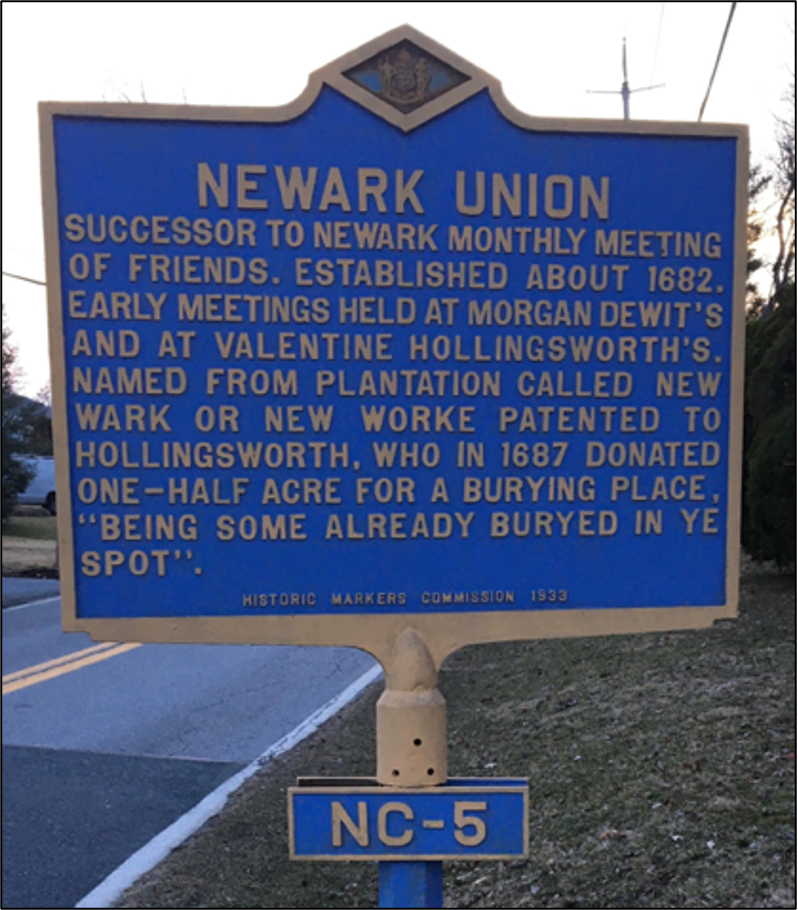 NEWARK UNION
SUCCESSOR TO NEWARK MONTHLY MEETING
OF FRIENDS. ESTABLISHED ABOUT 1682.
EARLY MEETINGS HELD AT MORGAN DEWIT'S
AND AT VALENTINE HOLLINGSWORTH'S.
NAMED FROM PLANTATION CALLED NEW
WARK OR NEW WORKE PATENTED TO
HOLLINGSWORTH, WHO IN 1687 DONATED
ONE-HALF ACRE FOR A BURYING PLACE,
“BEING SOME ALREADY BURYED IN YE
SPOT”.
HISTORIC MARKERS COMMISSION 1933
NC-5